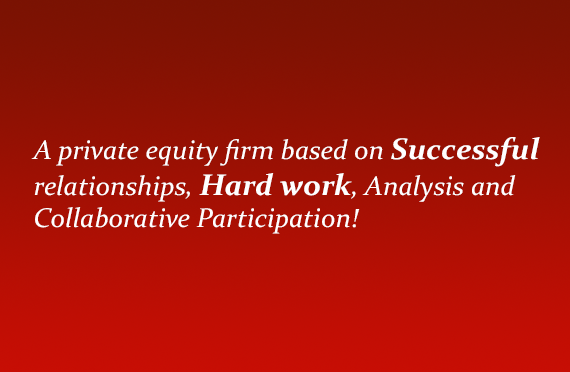 A private equity firm based on Successful
relationships, Hard work, Analysis and
Collaborative Participation!